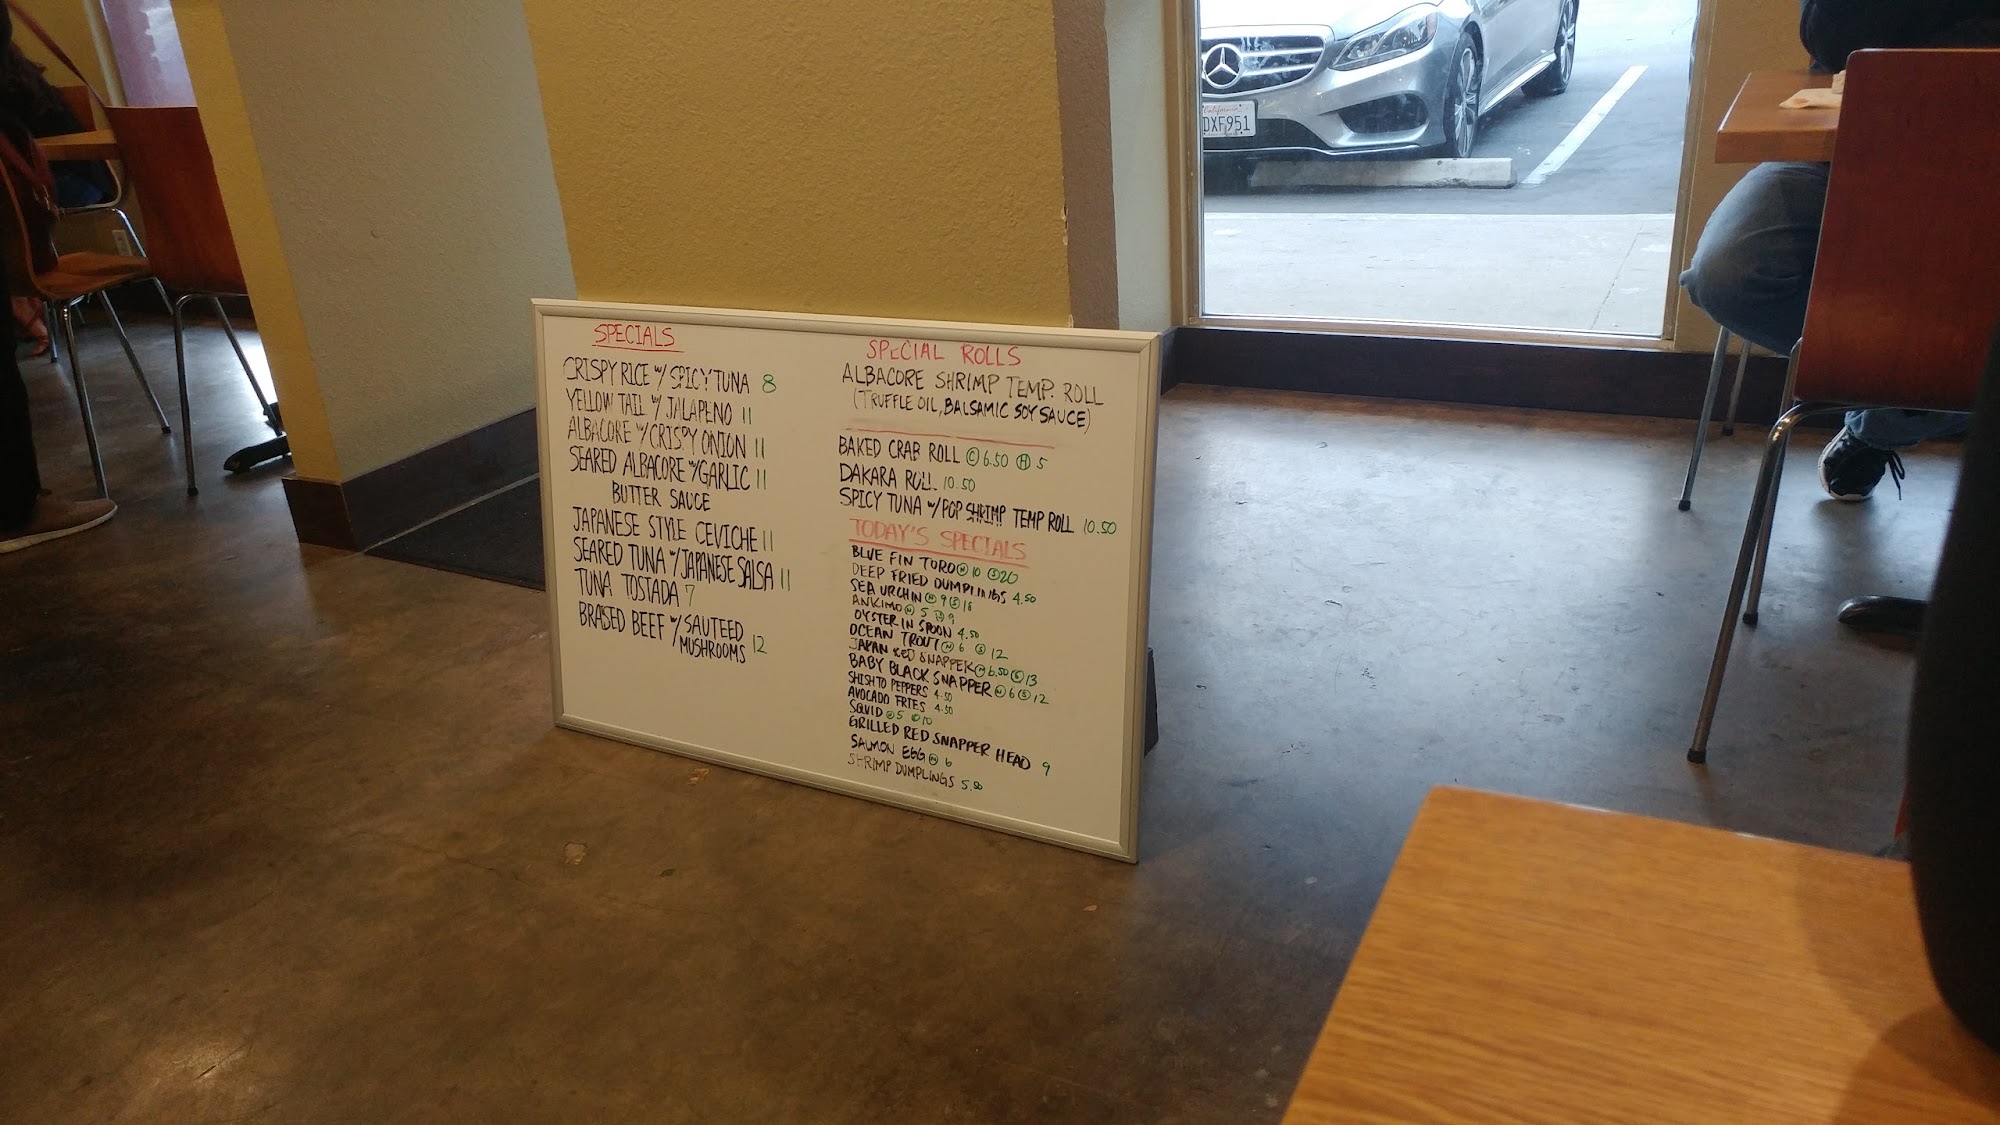 SPECIALS
CRISPY RICE w/ SPICY TUNA 8
YELLOW TAIL w/ JALAPENO 11
ALBACORE w/ CRISPY ONION 11
SEARED ALBACORE w/ GARLIC 11
BUTTER SAUCE
JAPANESE STYLE CEVICHE 11
SEARED TUNA w/ JAPANESE SALSA 11
TUNA TOSTADA 7
BRAISED BEEF w/ SAUTEED
MUSHROOMS 12
SPECIAL ROLLS
ALBACORE SHRIMP TEMP. ROLL
(TRUFFLE OIL, BALSAMIC SOY SAUCE)
BAKED CRAB ROLL Ⓒ 6.50 Ⓗ 5
DAKARA ROLL 10.50
SPICY TUNA w/ POP SHRIMP TEMP ROLL 10.50
TODAY'S SPECIALS
BLUE FIN TORO Ⓝ 10 Ⓢ 20
DEEP FRIED DUMPLINGS 4.50
SEA URCHIN Ⓝ 9 Ⓢ 18
ANKIMO Ⓝ 5 Ⓢ 9
OYSTER IN SPOON 4.50
OCEAN TROUT Ⓝ 6 Ⓢ 12
JAPAN RED SNAPPER Ⓝ 6.50 Ⓢ 13
BABY BLACK SNAPPER Ⓝ 6 Ⓢ 12
SHISHTO PEPPERS 4.50
AVOCADO FRIES 4.50
SQUID Ⓝ 5 Ⓢ 10
GRILLED RED SNAPPER HEAD 9
SALMON EGG Ⓝ 6
SHRIMP DUMPLINGS 5.50
California
DXF951